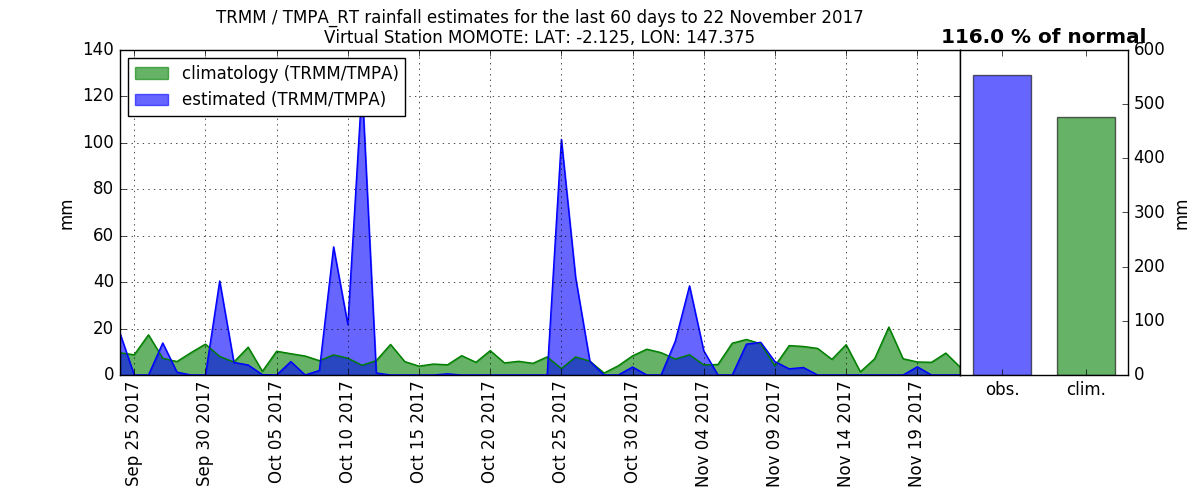 TRMM / TMPA_RT rainfall estimates for the last 60 days to 22 November 2017
Virtual Station MOMOTE: LAT: -2.125, LON: 147.375
116.0 % of normal
climatology (TRMM/TMPA)
estimated (TRMM/TMPA)
140
120
100
80
60
40
20
0
mm
Sep 25 2017
Sep 30 2017
Oct 05 2017
Oct 10 2017
Oct 15 2017
Oct 20 2017
Oct 25 2017
Oct 30 2017
Nov 04 2017
Nov 09 2017
Nov 14 2017
Nov 19 2017
600
500
400
300
200
100
0
mm
obs.
clim.